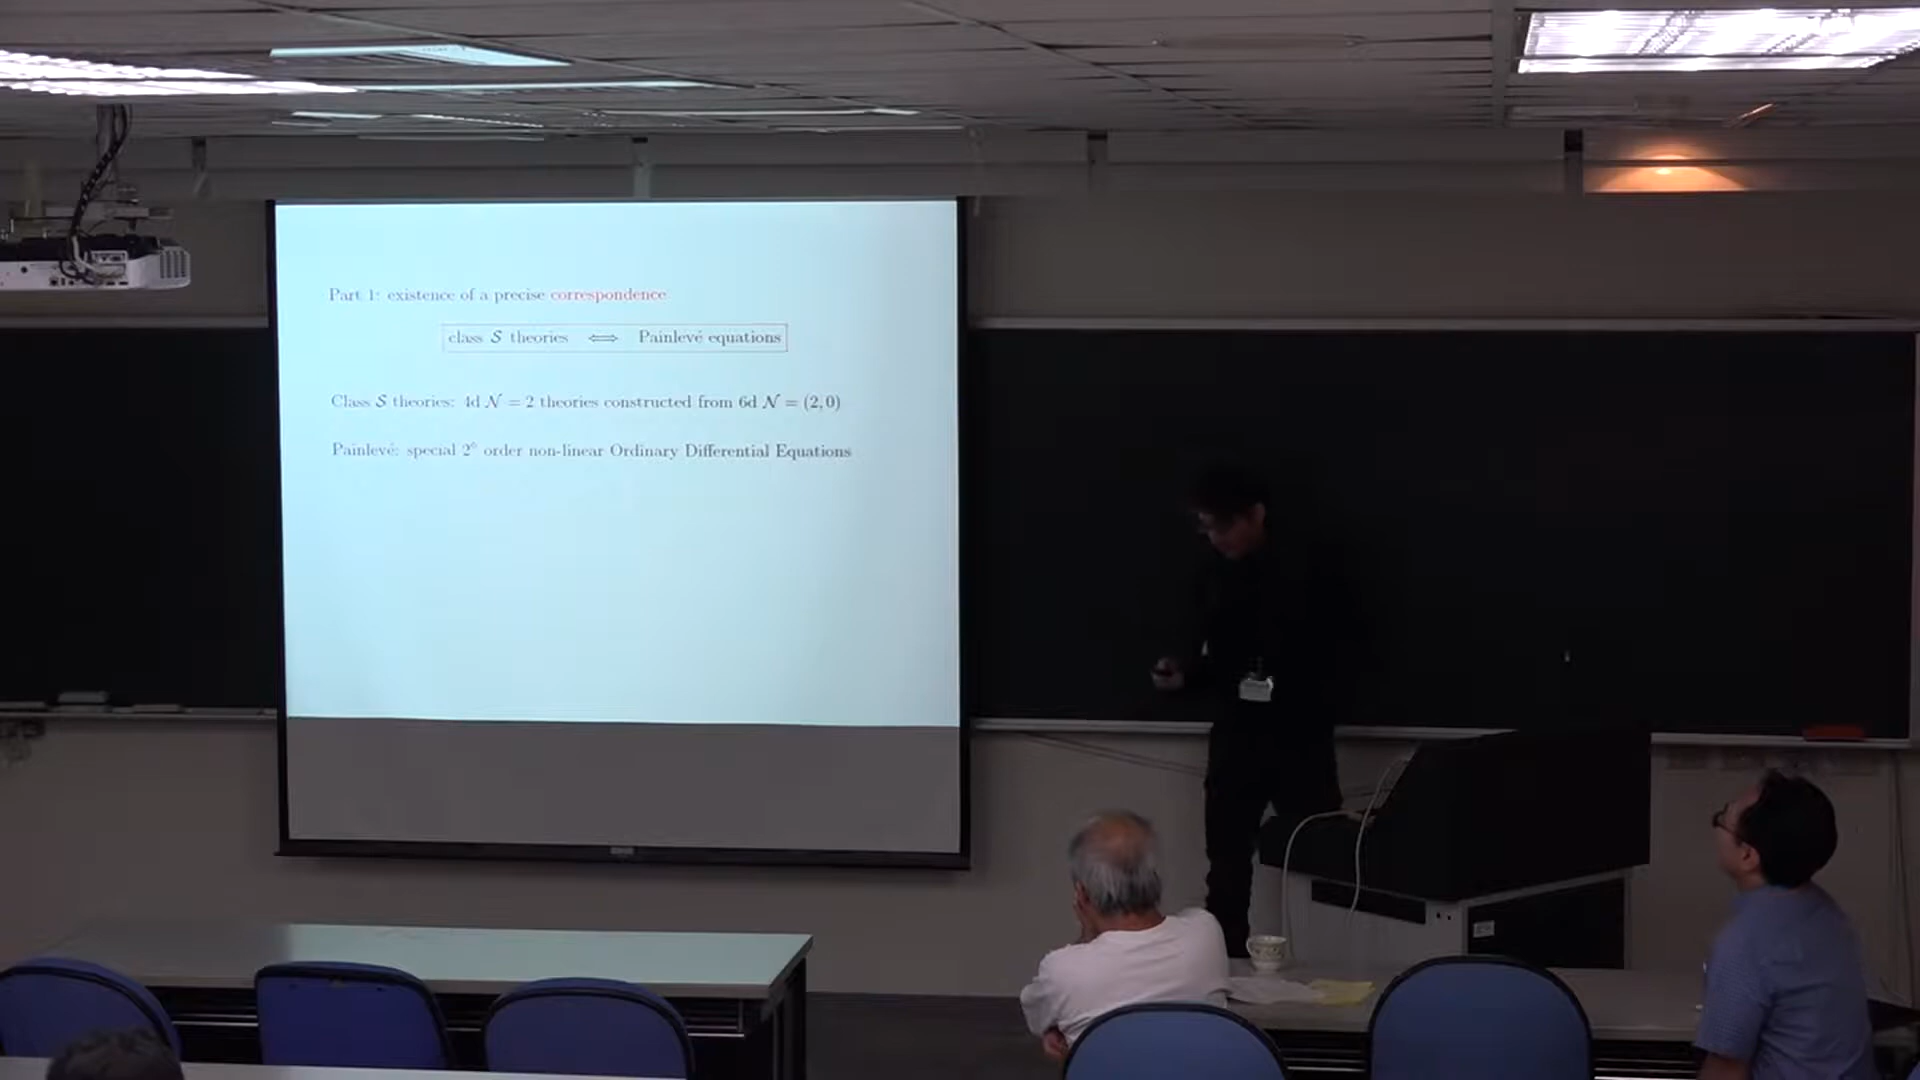 Part 1: existence of a precise correspondence
class 𝒮 theories ⟺ Painlevé equations
Class 𝒮 theories: 4d 𝒩 = 2 theories constructed from 6d 𝒩 = (2, 0)
Painlevé: special 2° order non-linear Ordinary Differential Equations